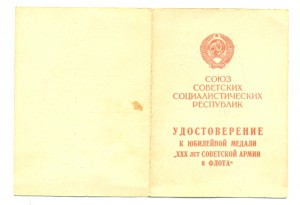 СОЮЗ
СОВЕТСКИХ
СОЦИАЛИСТИЧЕСКИХ
РЕСПУБЛИК
УДОСТОВЕРЕНИЕ
К ЮБИЛЕЙНОЙ МЕДАЛИ
„XXX ЛЕТ СОВЕТСКОЙ АРМИИ
И ФЛОТА“